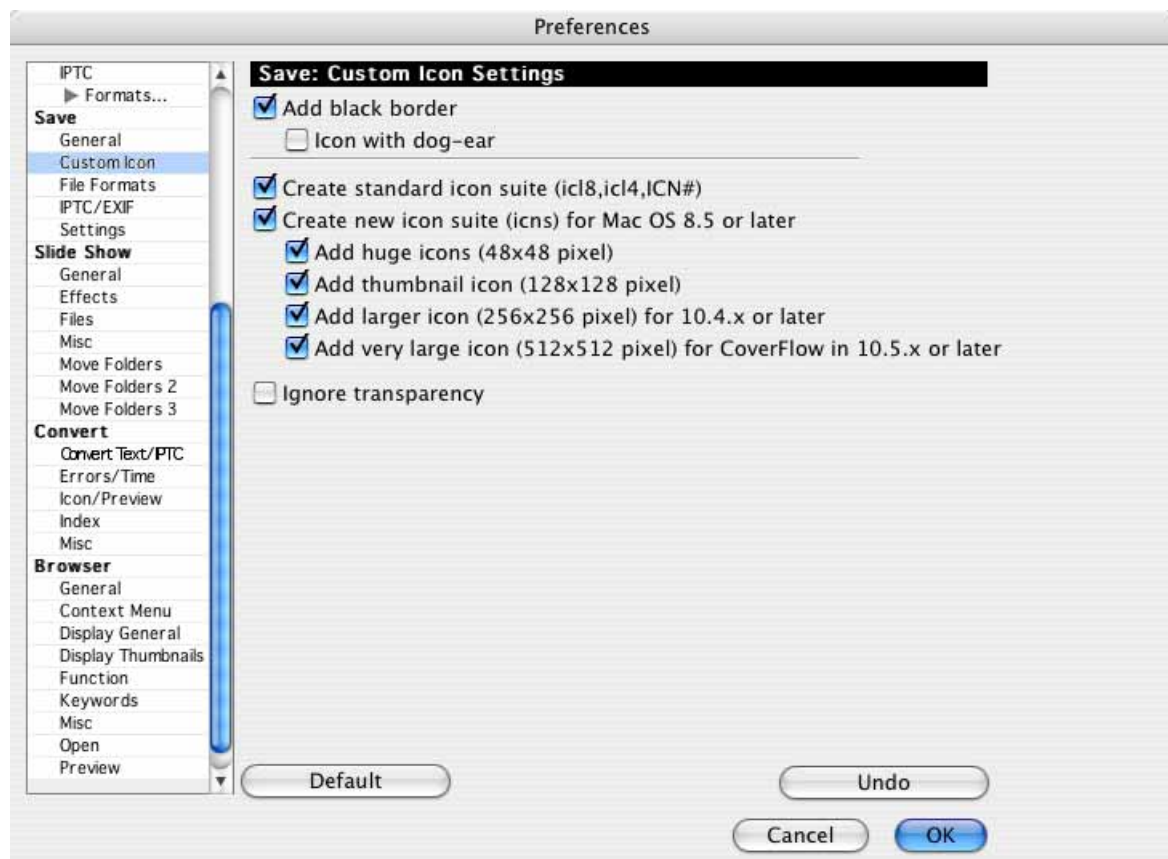 Preferences
IPTC
Formats...
Save
General
Custom Icon
File Formats
IPTC/EXIF
Settings
Slide Show
General
Effects
Files
Misc
Move Folders
Move Folders 2
Move Folders 3
Convert
Convert Text/IPTC
Errors/Time
Icon/Preview
Index
Misc
Browser
General
Context Menu
Display General
Display Thumbnails
Function
Keywords
Misc
Open
Preview
Save: Custom Icon Settings
Add black border
Icon with dog-ear
Create standard icon suite (icl8,icl4,ICN#)
Create new icon suite (icns) for Mac OS 8.5 or later
Add huge icons (48x48 pixel)
Add thumbnail icon (128x128 pixel)
Add larger icon (256x256 pixel) for 10.4.x or later
Add very large icon (512x512 pixel) for CoverFlow in 10.5.x or later
Ignore transparency
Default
Undo
Cancel
OK